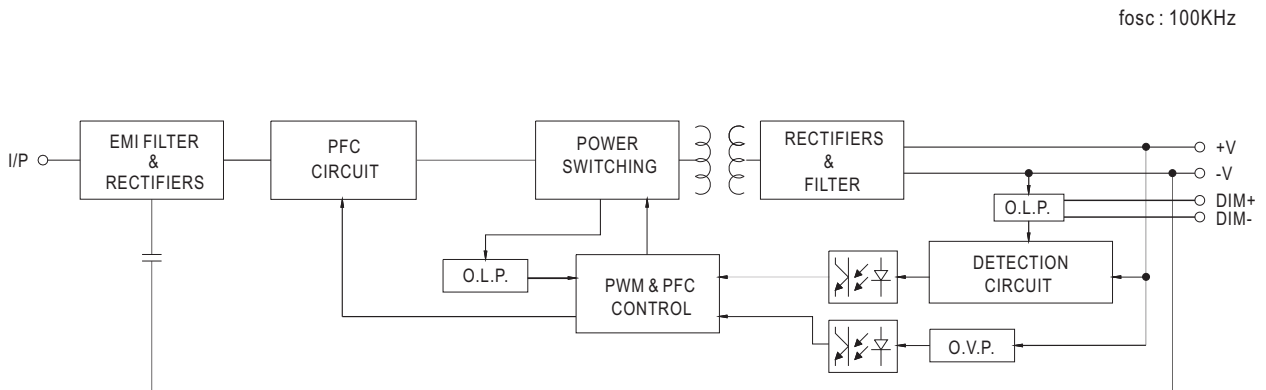 fosc : 100KHz
I/P
EMI FILTER
&
RECTIFIERS
PFC
CIRCUIT
POWER
SWITCHING
RECTIFIERS
&
FILTER
+V
-V
DIM+
DIM-
O.L.P.
O.L.P.
PWM & PFC
CONTROL
DETECTION
CIRCUIT
O.V.P.